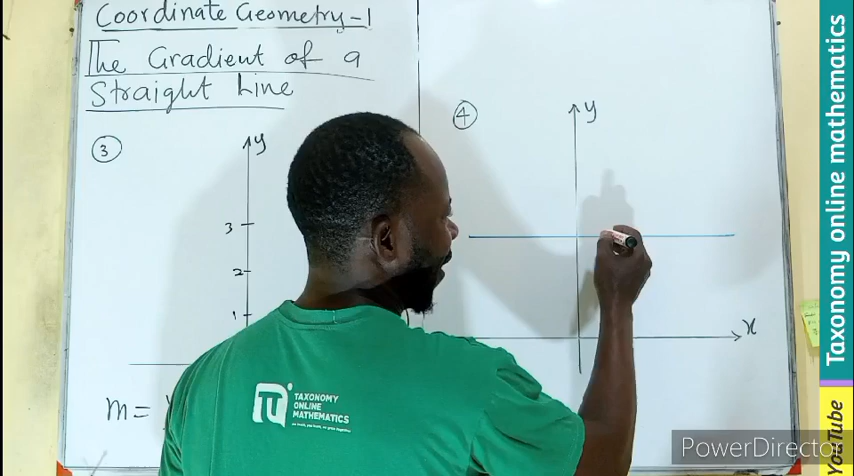 Coordinate Geometry-1
The Gradient of a
Straight Line
3
y
3
2
1
m =
4
y
x
TAXONOMY
ONLINE
MATHEMATICS
Taxonomy online mathematics
YouTube
PowerDirector